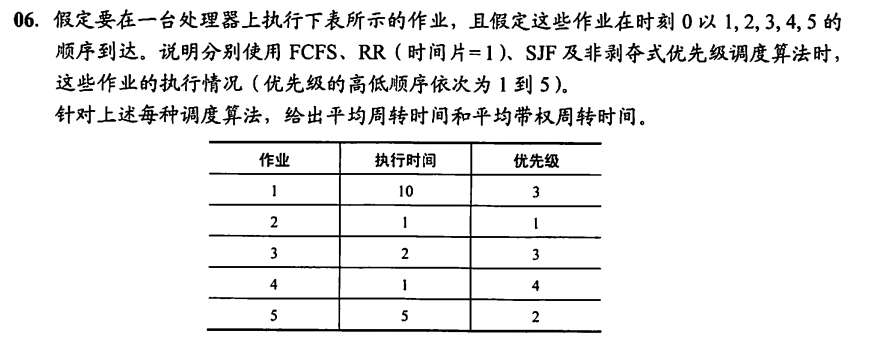 06. 假定要在一台处理器上执行下表所示的作业，且假定这些作业在时刻 0 以 1, 2, 3, 4, 5 的
顺序到达。说明分别使用 FCFS、RR（时间片=1）、SJF 及非剥夺式优先级调度算法时，
这些作业的执行情况（优先级的高低顺序依次为 1 到 5）。
针对上述每种调度算法，给出平均周转时间和平均带权周转时间。
作业 执行时间 优先级
1 10 3
2 1 1
3 2 3
4 1 4
5 5 2